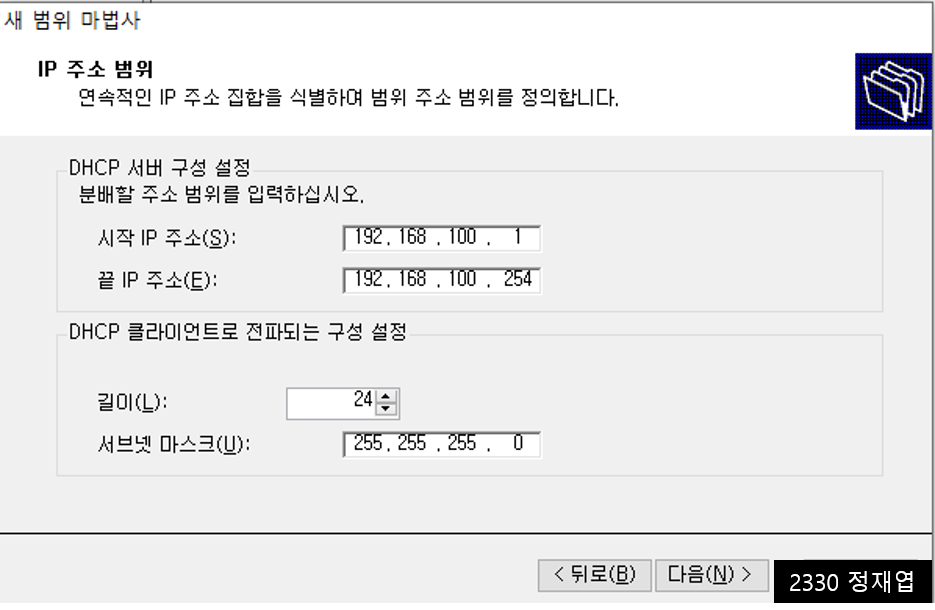 새 범위 마법사
IP 주소 범위
연속적인 IP 주소 집합을 식별하여 범위 주소 범위를 정의합니다.
DHCP 서버 구성 설정
분배할 주소 범위를 입력하십시오.
시작 IP 주소(S): 192 . 168 . 100 . 1
끝 IP 주소(E): 192 . 168 . 100 . 254
DHCP 클라이언트로 전파되는 구성 설정
길이(L): 24
서브넷 마스크(U): 255 . 255 . 255 . 0
< 뒤로(B) 다음(N) > 2330 정재엽